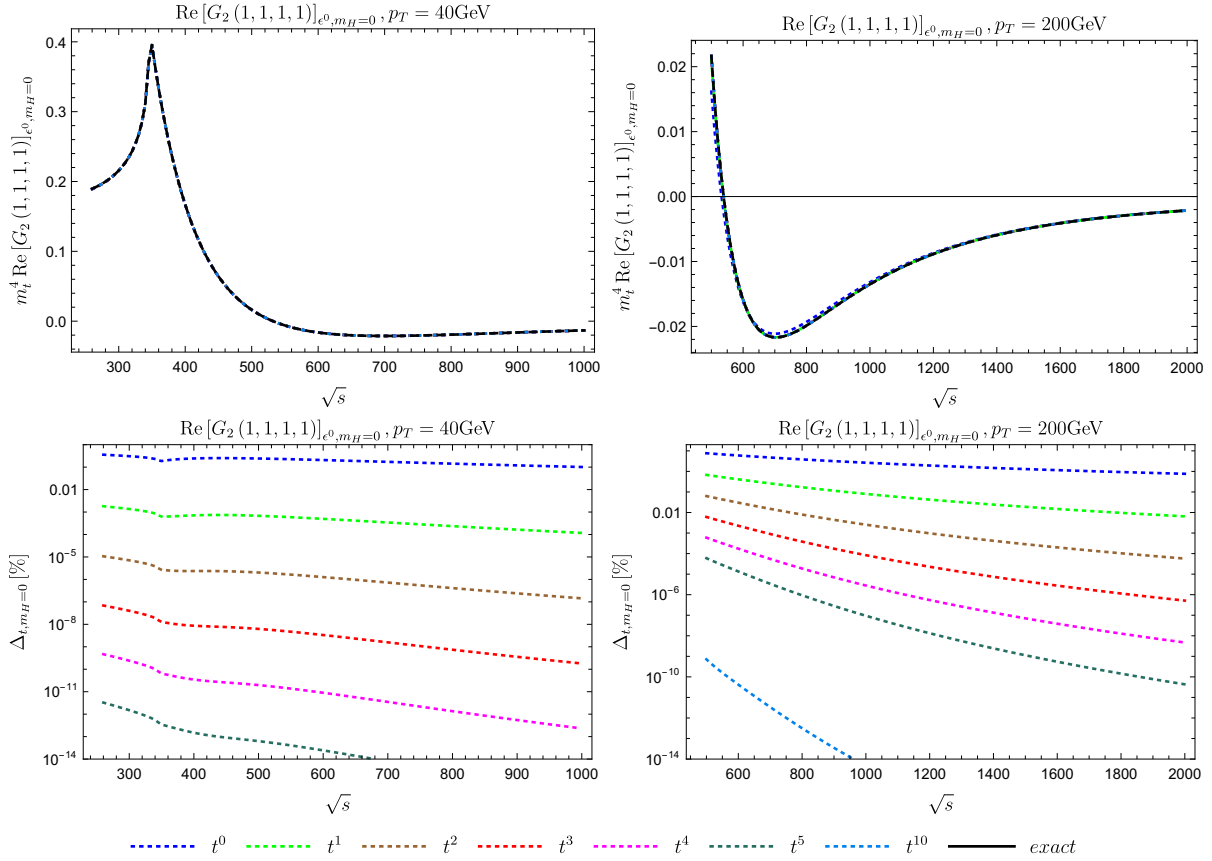 Re [G₂ (1, 1, 1, 1)]_{ϵ⁰,m_H=0} , p_T = 40GeV
m_t⁴ Re [G₂ (1, 1, 1, 1)]_{ϵ⁰,m_H=0}
0.4
0.3
0.2
0.1
0.0
300 400 500 600 700 800 900 1000
√s
Re [G₂ (1, 1, 1, 1)]_{ϵ⁰,m_H=0} , p_T = 200GeV
m_t⁴ Re [G₂ (1, 1, 1, 1)]_{ϵ⁰,m_H=0}
0.02
0.01
0.00
−0.01
−0.02
600 800 1000 1200 1400 1600 1800 2000
√s
Re [G₂ (1, 1, 1, 1)]_{ϵ⁰,m_H=0} , p_T = 40GeV
Δ_{t,m_H=0} [%]
0.01
10⁻⁵
10⁻⁸
10⁻¹¹
10⁻¹⁴
300 400 500 600 700 800 900 1000
√s
Re [G₂ (1, 1, 1, 1)]_{ϵ⁰,m_H=0} , p_T = 200GeV
Δ_{t,m_H=0} [%]
0.01
10⁻⁶
10⁻¹⁰
10⁻¹⁴
600 800 1000 1200 1400 1600 1800 2000
√s
t⁰ t¹ t² t³ t⁴ t⁵ t¹⁰ exact